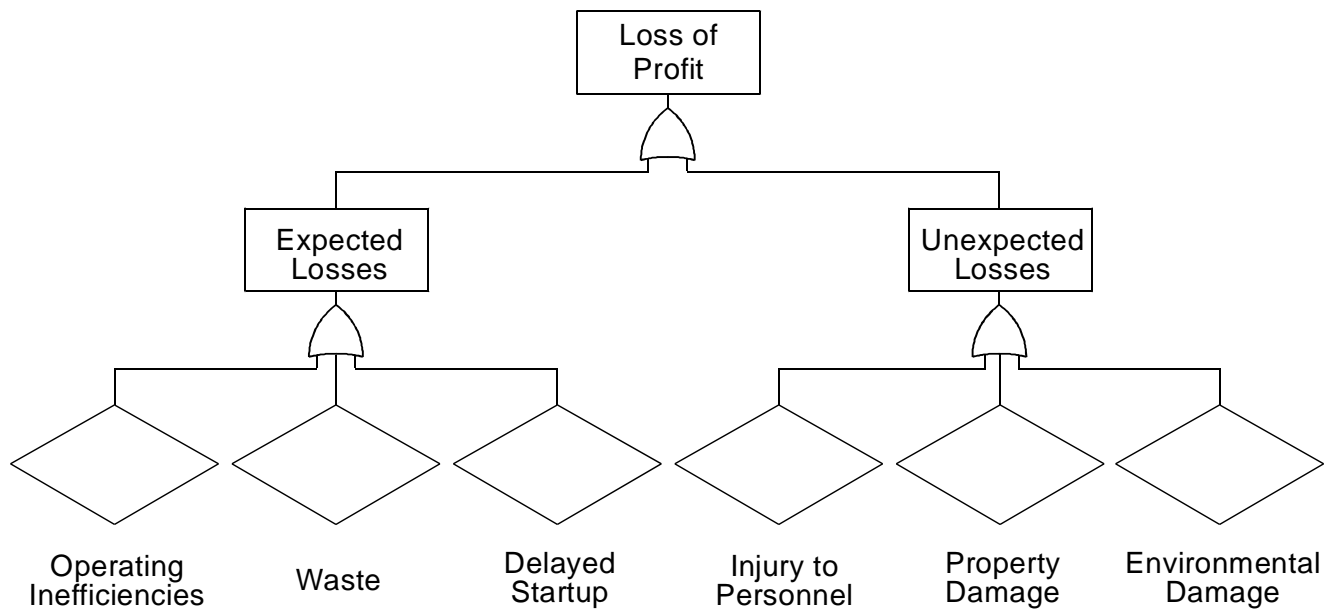 Loss of
Profit
Expected
Losses
Unexpected
Losses
Operating
Inefficiencies
Waste
Delayed
Startup
Injury to
Personnel
Property
Damage
Environmental
Damage